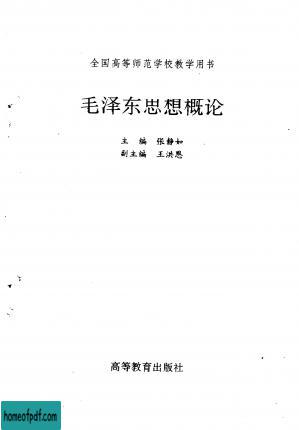 全国高等师范学校教学用书
毛泽东思想概论
主 编 张静如
副主编 王洪恩
高等教育出版社
homeofpdf.com